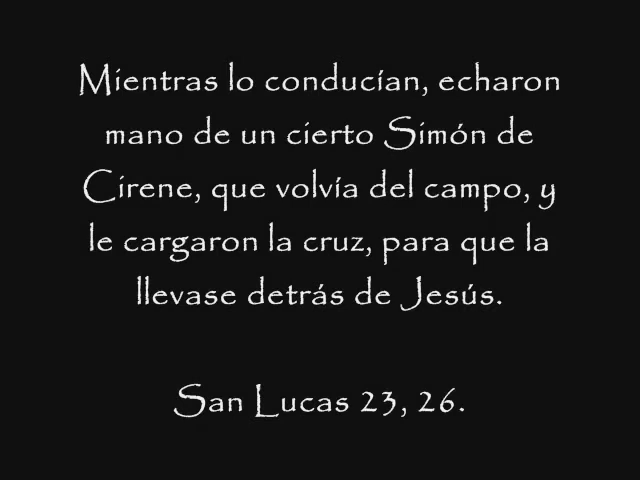 Mientras lo conducían, echaron
mano de un cierto Simón de
Cirene, que volvía del campo, y
le cargaron la cruz, para que la
llevase detrás de Jesús.
San Lucas 23, 26.